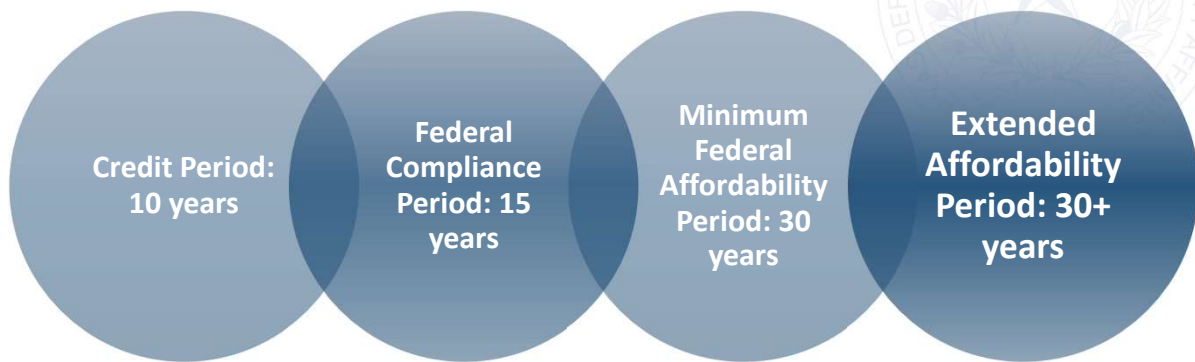 Credit Period:
10 years
Federal
Compliance
Period: 15
years
Minimum
Federal
Affordability
Period: 30
years
Extended
Affordability
Period: 30+
years